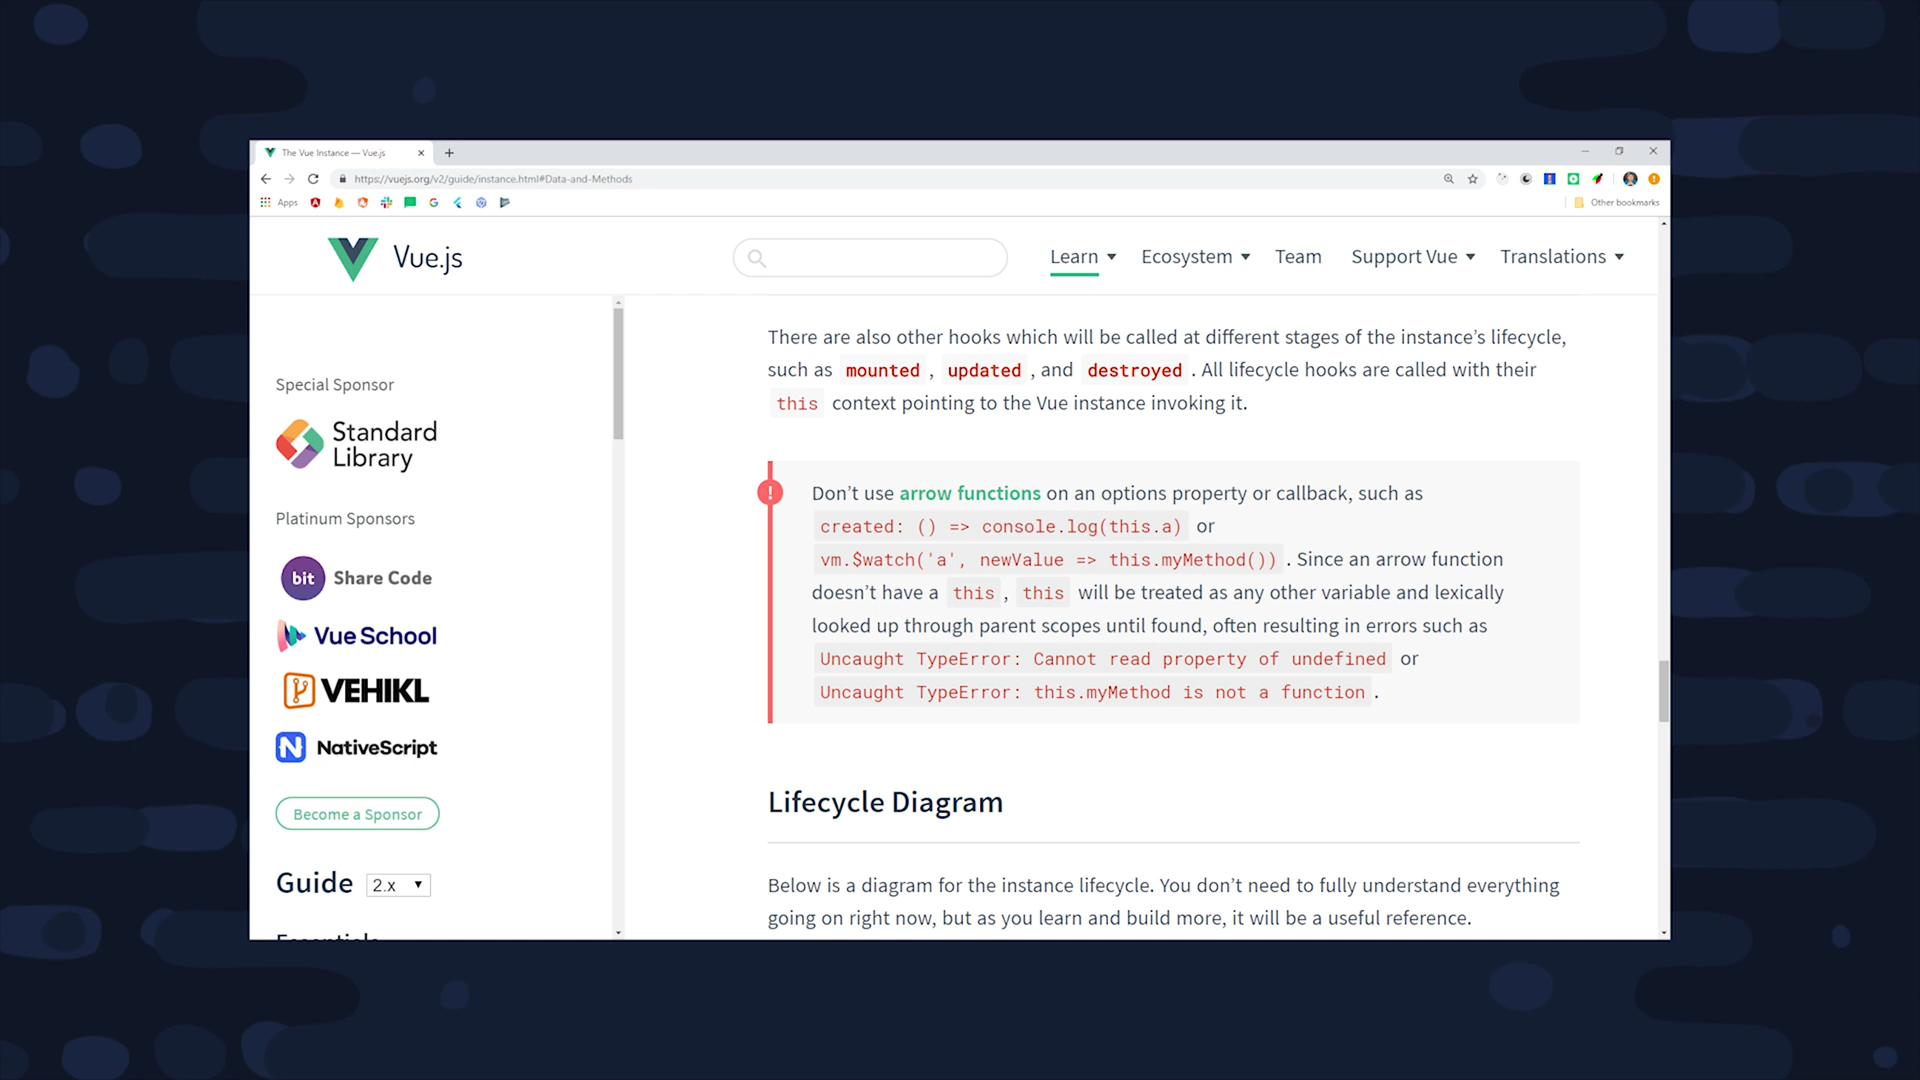 The Vue Instance — Vue.js
https://vuejs.org/v2/guide/instance.html#Data-and-Methods
Apps
Other bookmarks
Vue.js
Learn
Ecosystem
Team
Support Vue
Translations
Special Sponsor
Standard
Library
Platinum Sponsors
bit Share Code
Vue School
VEHIKL
N NativeScript
Become a Sponsor
Guide 2.x
There are also other hooks which will be called at different stages of the instance’s lifecycle,
such as mounted , updated , and destroyed . All lifecycle hooks are called with their
this context pointing to the Vue instance invoking it.
!
Don’t use arrow functions on an options property or callback, such as
created: () => console.log(this.a) or
vm.$watch('a', newValue => this.myMethod()) . Since an arrow function
doesn’t have a this , this will be treated as any other variable and lexically
looked up through parent scopes until found, often resulting in errors such as
Uncaught TypeError: Cannot read property of undefined or
Uncaught TypeError: this.myMethod is not a function .
Lifecycle Diagram
Below is a diagram for the instance lifecycle. You don’t need to fully understand everything
going on right now, but as you learn and build more, it will be a useful reference.